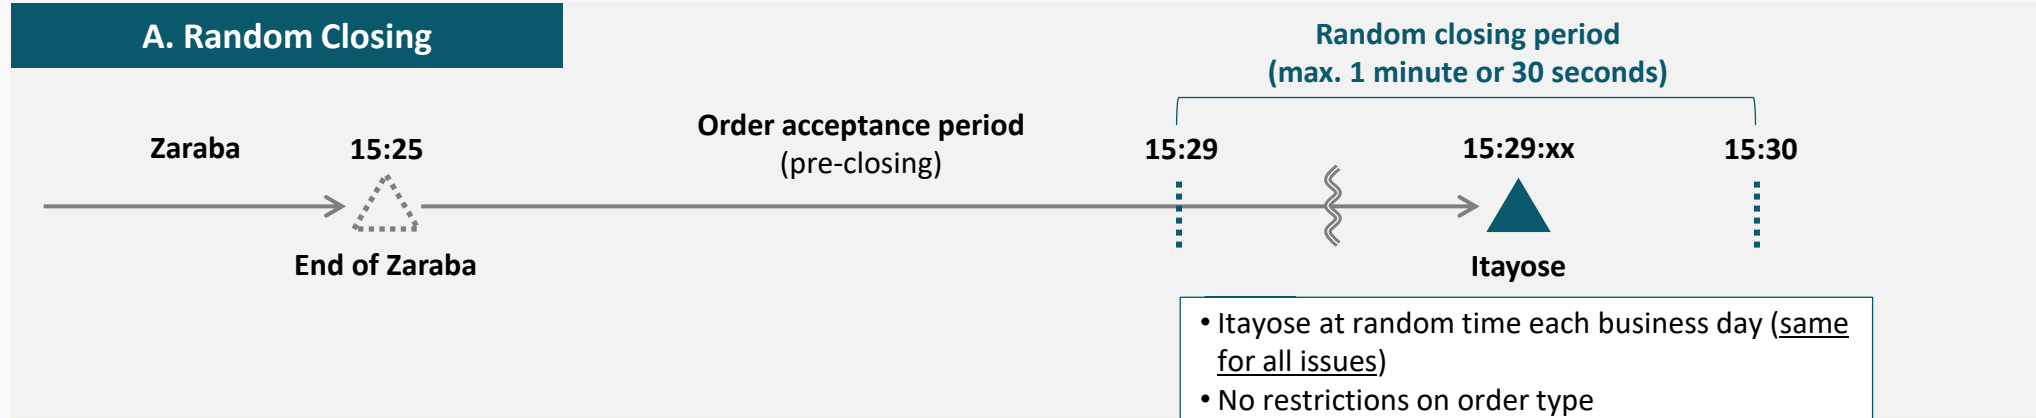 A. Random Closing
Random closing period
(max. 1 minute or 30 seconds)
Zaraba
15:25
Order acceptance period
(pre-closing)
15:29
15:29:xx
15:30
End of Zaraba
Itayose
• Itayose at random time each business day (same
for all issues)
• No restrictions on order type